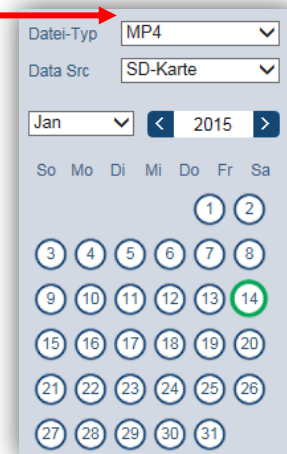 Datei-Typ MP4
Data Src SD-Karte
Jan 2015
So Mo Di Mi Do Fr Sa
1 2
3 4 5 6 7 8
9 10 11 12 13 14
15 16 17 18 19 20
21 22 23 24 25 26
27 28 29 30 31